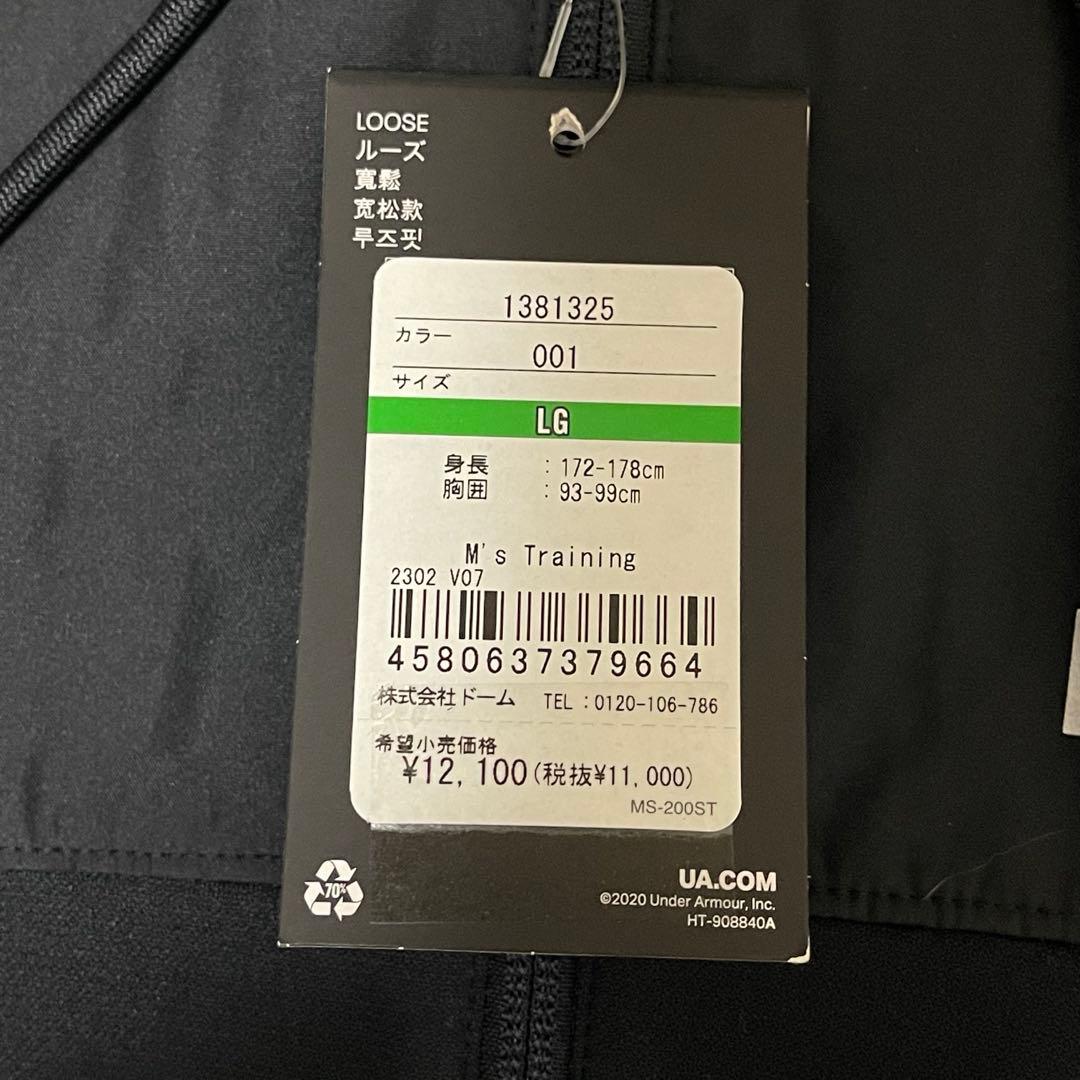 LOOSE
ルーズ
寬鬆
宽松款
루즈핏
1381325
カラー
001
サイズ
LG
身長 : 172-178cm
胸囲 : 93-99cm
M's Training
2302 V07
4580637379664
株式会社ドーム TEL:0120-106-786
希望小売価格
¥12,100(税抜¥11,000)
MS-200ST
70%
UA.COM
©2020 Under Armour, Inc.
HT-908840A